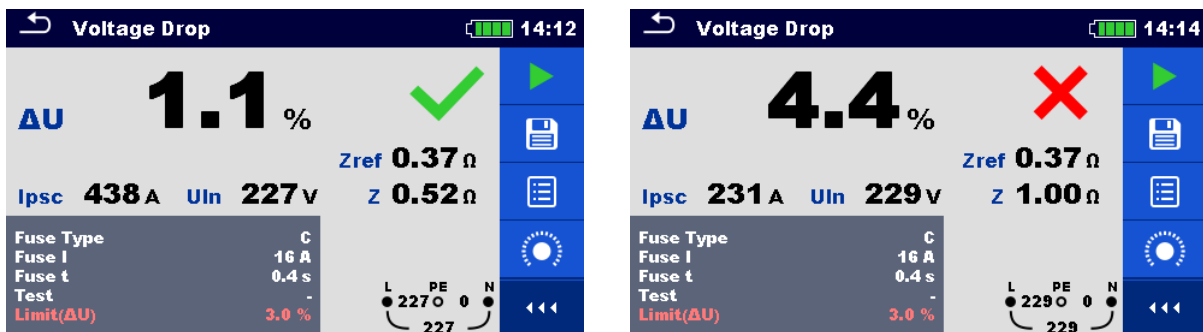 Voltage Drop 14:12
ΔU 1.1 %
Zref 0.37 Ω
Ipsc 438 A Uln 227 V Z 0.52 Ω
Fuse Type C
Fuse I 16 A
Fuse t 0.4 s
Test -
Limit(ΔU) 3.0 %
L PE N
227 0
227
Voltage Drop 14:14
ΔU 4.4 %
Zref 0.37 Ω
Ipsc 231 A Uln 229 V Z 1.00 Ω
Fuse Type C
Fuse I 16 A
Fuse t 0.4 s
Test -
Limit(ΔU) 3.0 %
L PE N
229 0
229